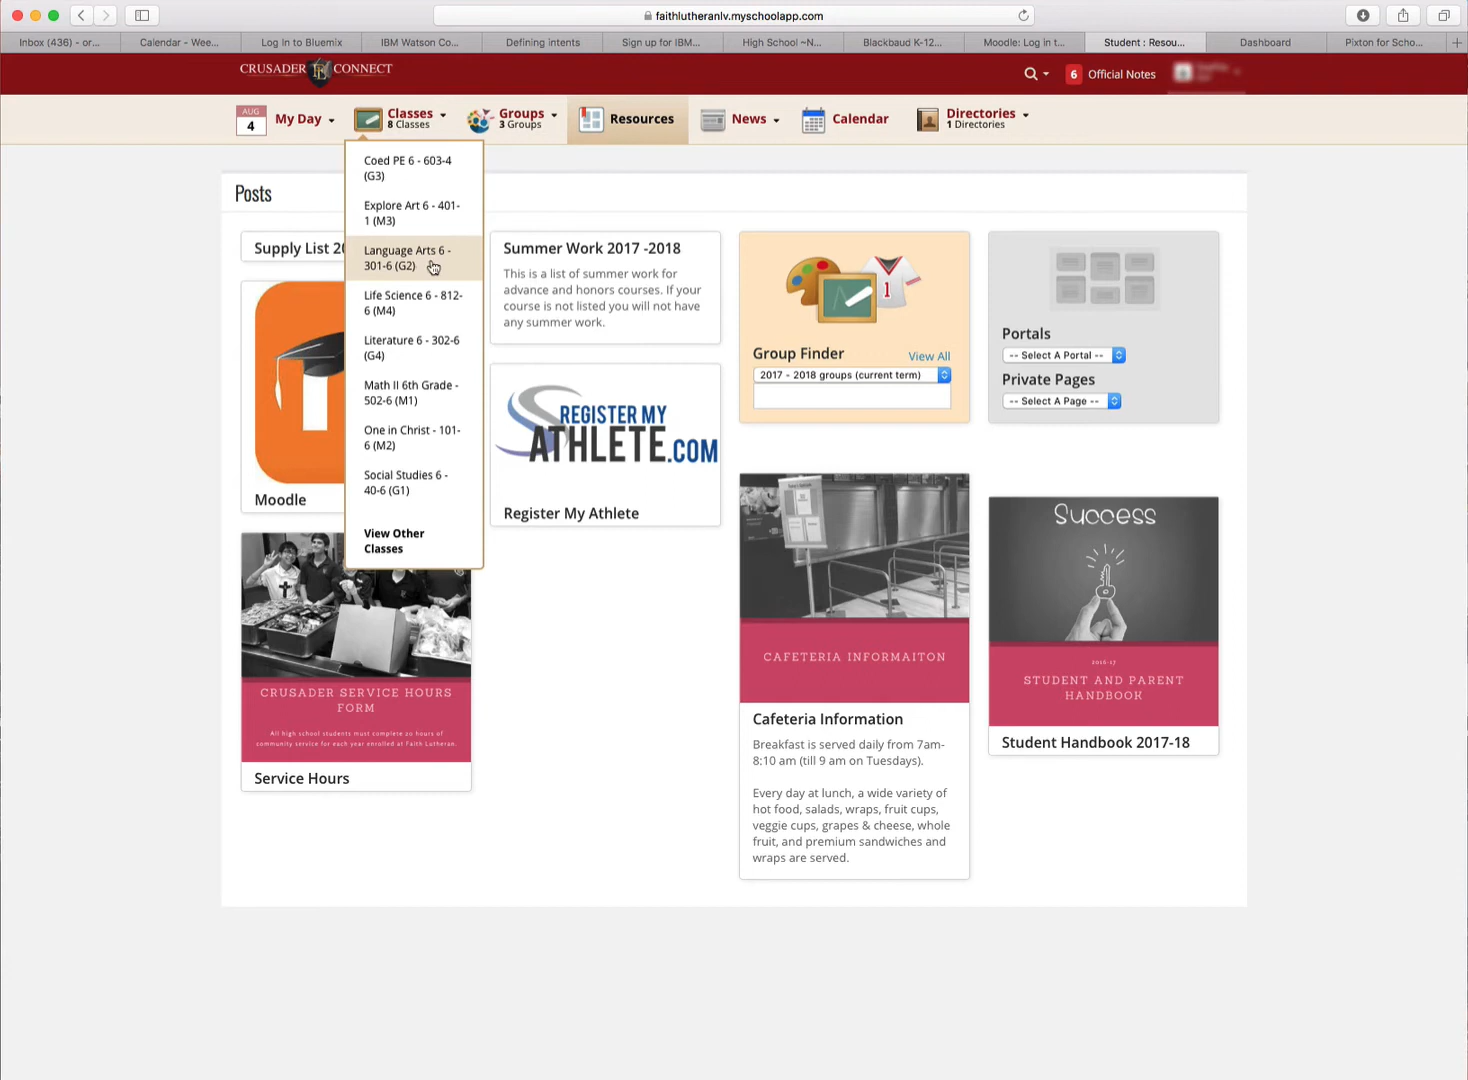 faithlutheranlv.myschoolapp.com
Inbox (436) - or...
Calendar - Wee...
Log in to Bluemix
IBM Watson Co...
Defining intents
Sign up for IBM...
High School ~N...
Blackbaud K-12...
Moodle: Log in t...
Student : Resou...
Dashboard
Pixton for Scho...
CRUSADER FL CONNECT
6 Official Notes
AUG
4
My Day
Classes
8 Classes
Groups
3 Groups
Resources
News
Calendar
Directories
1 Directories
Coed PE 6 - 603-4
(G3)
Explore Art 6 - 401-
1 (M3)
Language Arts 6 -
301-6 (G2)
Life Science 6 - 812-
6 (M4)
Literature 6 - 302-6
(G4)
Math II 6th Grade -
502-6 (M1)
One in Christ - 101-
6 (M2)
Social Studies 6 -
40-6 (G1)
View Other
Classes
Posts
Supply List 20
Moodle
CRUSADER SERVICE HOURS
FORM
All high school students must complete 20 hours of
community service for each year enrolled at Faith Lutheran.
Service Hours
Summer Work 2017 -2018
This is a list of summer work for
advance and honors courses. If your
course is not listed you will not have
any summer work.
REGISTER MY
ATHLETE.COM
Register My Athlete
1
Group Finder
View All
2017 - 2018 groups (current term)
CAFETERIA INFORMAITON
Cafeteria Information
Breakfast is served daily from 7am-
8:10 am (till 9 am on Tuesdays).
Every day at lunch, a wide variety of
hot food, salads, wraps, fruit cups,
veggie cups, grapes & cheese, whole
fruit, and premium sandwiches and
wraps are served.
Portals
-- Select A Portal --
Private Pages
-- Select A Page --
Success
2016-17
STUDENT AND PARENT
HANDBOOK
Student Handbook 2017-18